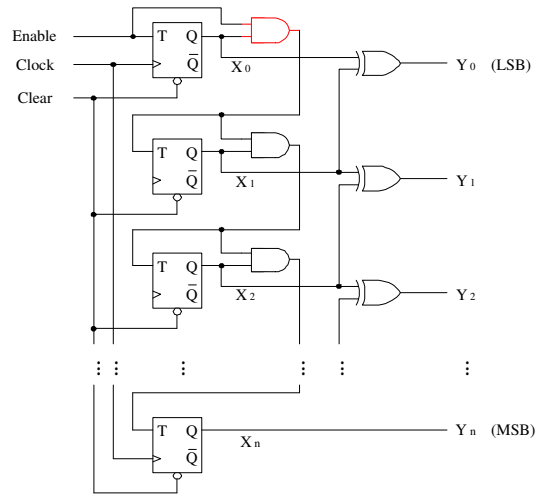 Enable T Q Y0 (LSB)
Clock Q̅ X0
Clear
T Q
Q̅ X1 Y1
T Q
Q̅ X2 Y2
T Q Yn (MSB)
Q̅ Xn